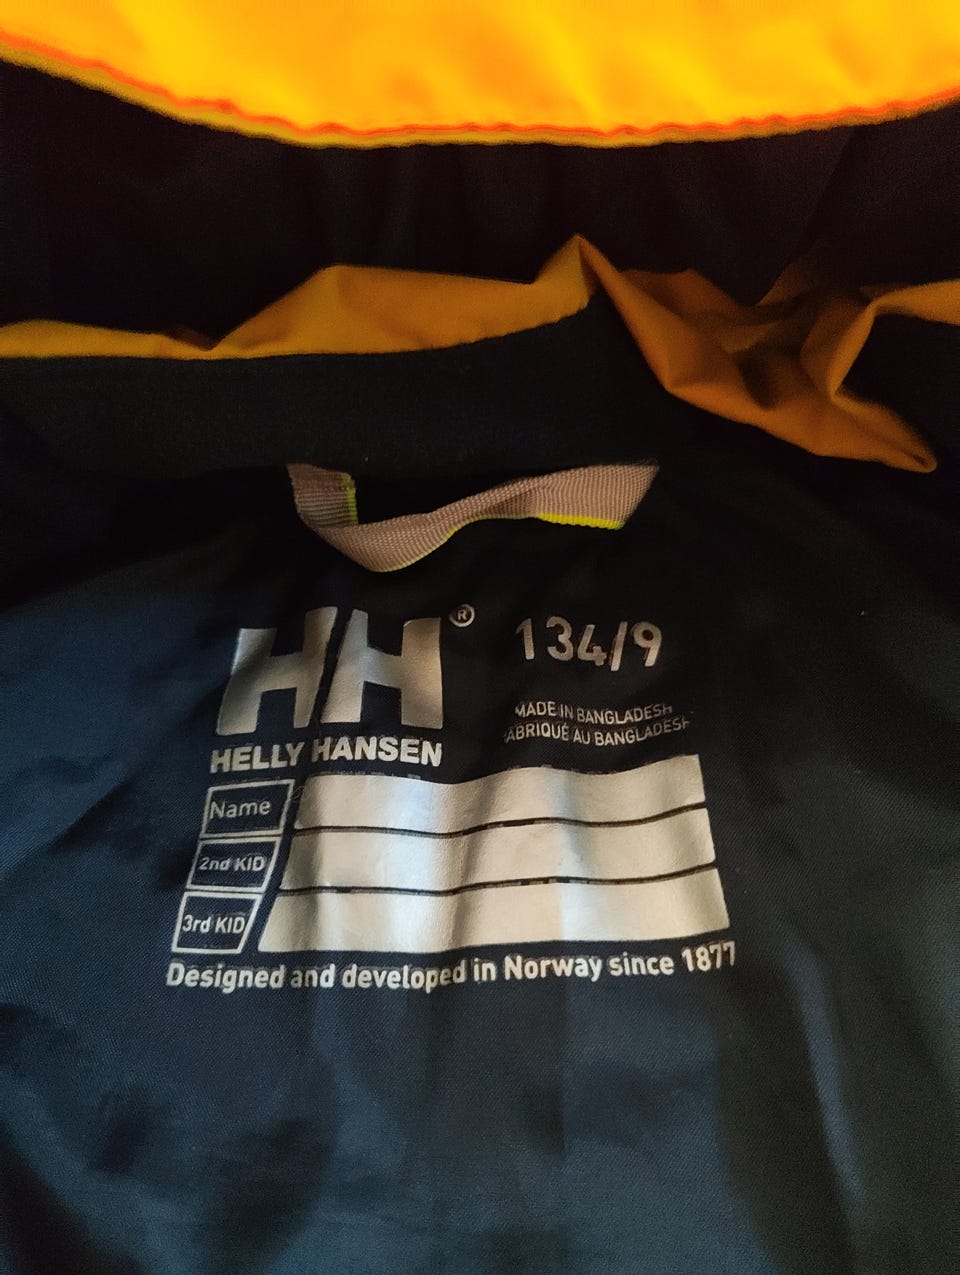 HH®
134/9
HELLY HANSEN
MADE IN BANGLADESH
FABRIQUÉ AU BANGLADESH
Name
2nd KID
3rd KID
Designed and developed in Norway since 1877